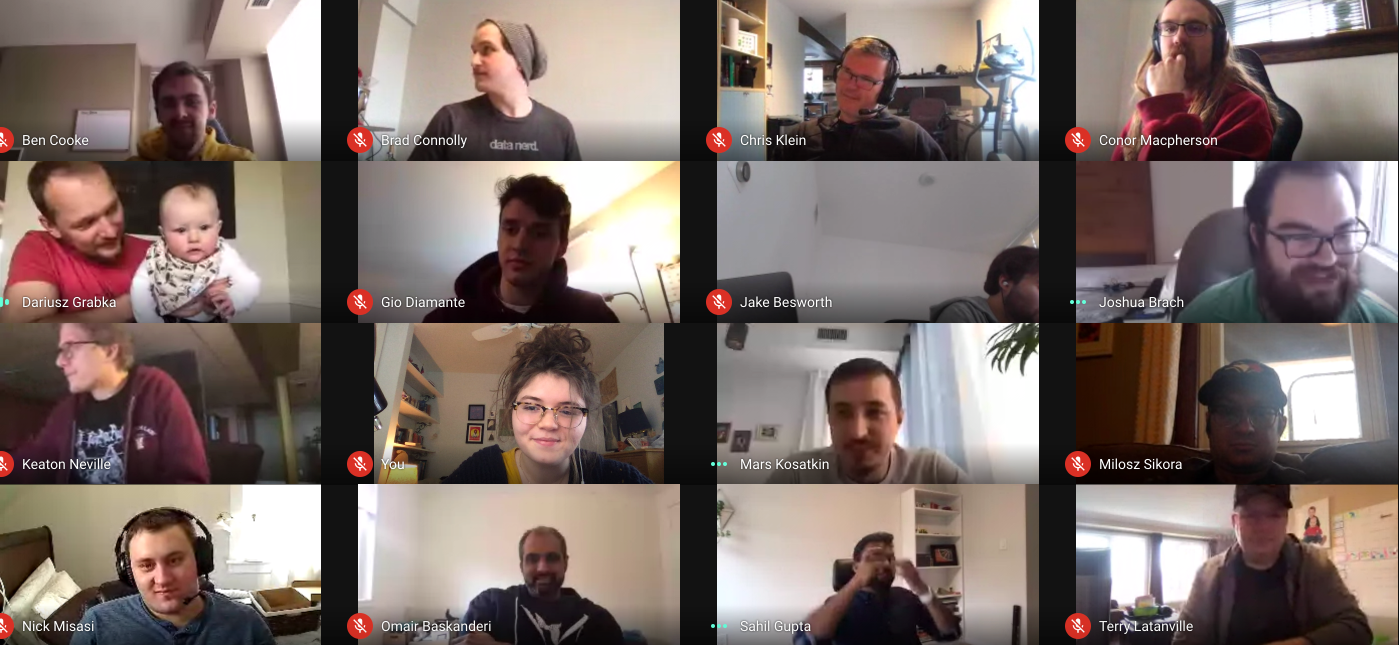 Ben Cooke
Brad Connolly
data nerd.
Chris Klein
Conor Macpherson
Dariusz Grabka
Gio Diamante
Jake Besworth
Joshua Brach
Keaton Neville
You
Mars Kosatkin
Milosz Sikora
Nick Misasi
Omair Baskanderi
Sahil Gupta
Terry Latanville